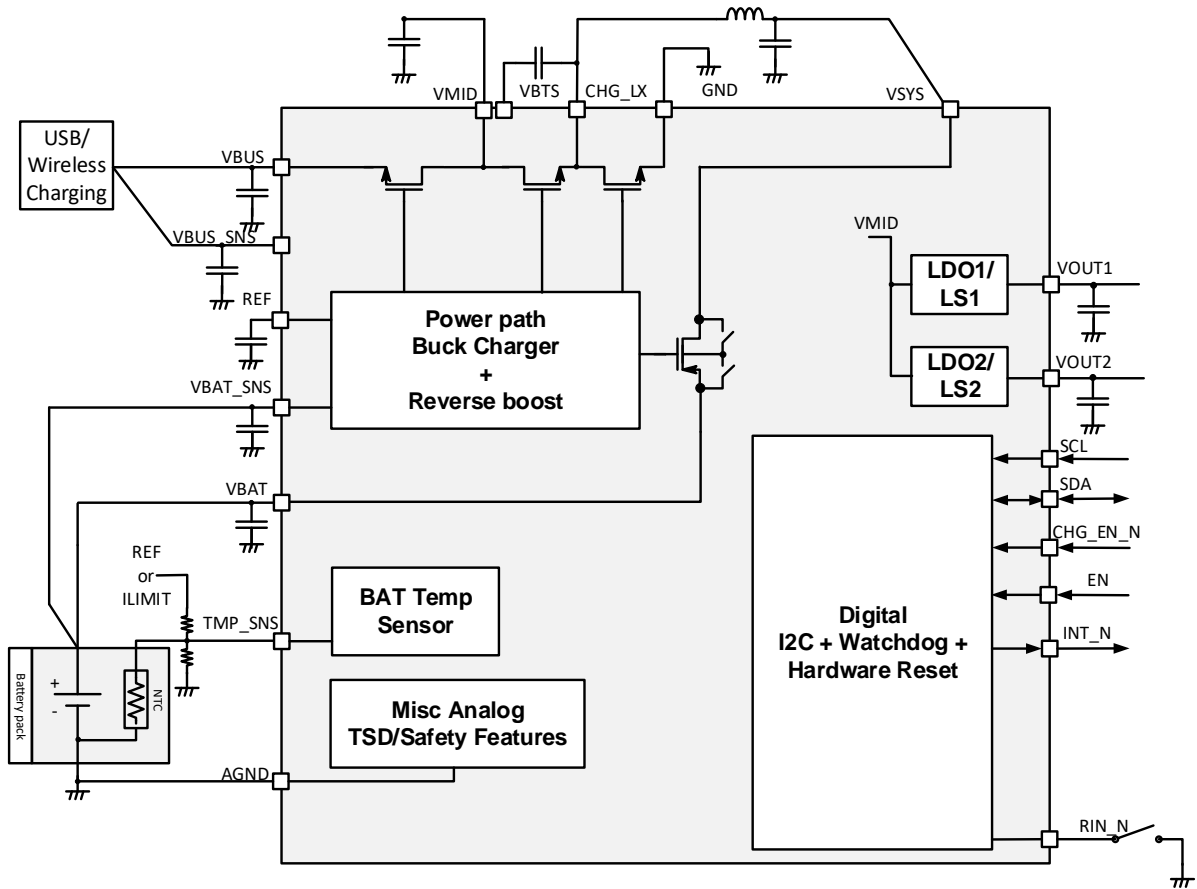 VMID
VBTS
CHG_LX
GND
VSYS
USB/
Wireless
Charging
VBUS
VBUS_SNS
REF
VBAT_SNS
VBAT
Power path
Buck Charger
+
Reverse boost
VMID
LDO1/
LS1
VOUT1
LDO2/
LS2
VOUT2
SCL
SDA
CHG_EN_N
EN
INT_N
Digital
I2C + Watchdog +
Hardware Reset
REF
or
ILIMIT
TMP_SNS
BAT Temp
Sensor
Battery pack
+
-
NTC
Misc Analog
TSD/Safety Features
AGND
RIN_N